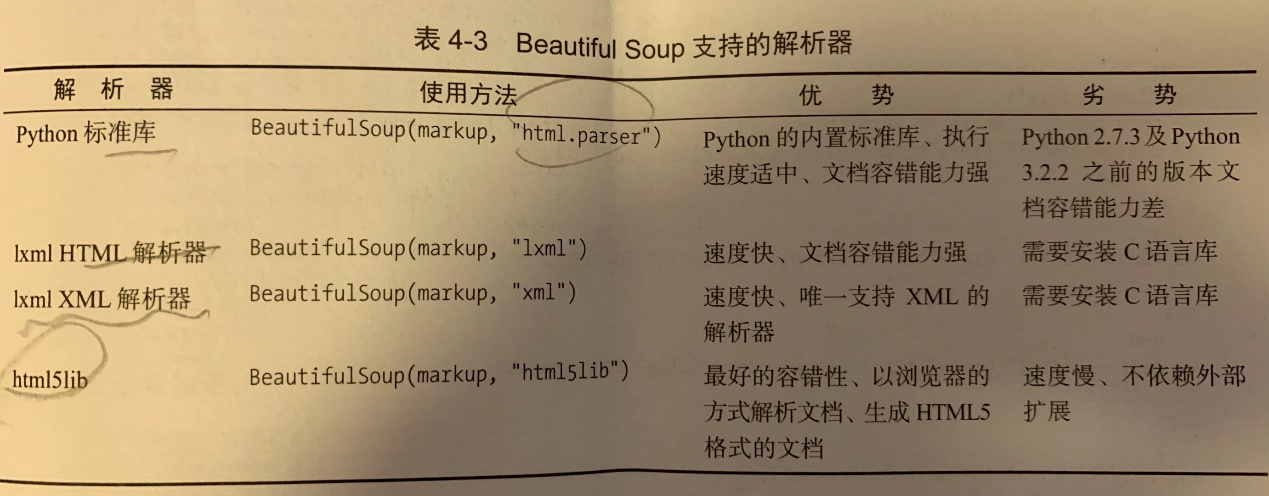 表 4-3 Beautiful Soup 支持的解析器
解 析 器 使用方法 优 势 劣 势
Python 标准库 BeautifulSoup(markup, "html.parser") Python 的内置标准库、执行 Python 2.7.3 及 Python
速度适中、文档容错能力强 3.2.2 之前的版本文
档容错能力差
lxml HTML 解析器 BeautifulSoup(markup, "lxml") 速度快、文档容错能力强 需要安装 C 语言库
lxml XML 解析器 BeautifulSoup(markup, "xml") 速度快、唯一支持 XML 的 需要安装 C 语言库
解析器
html5lib BeautifulSoup(markup, "html5lib") 最好的容错性、以浏览器的 速度慢、不依赖外部
方式解析文档、生成 HTML5 扩展
格式的文档